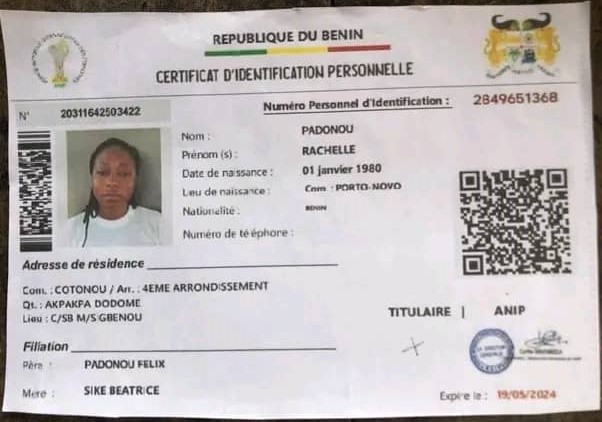 REPUBLIQUE DU BENIN
CERTIFICAT D'IDENTIFICATION PERSONNELLE
Numéro Personnel d'Identification : 2849651368
N° 20311642503422
Nom : PADONOU
Prénom (s) : RACHELLE
Date de naissance : 01 janvier 1980
Lieu de naissance : Com : PORTO-NOVO
Nationalité : BENIN
Numéro de téléphone :
Adresse de résidence
Com. : COTONOU / Arr. : 4EME ARRONDISSEMENT
Qt. : AKPAKPA DODOME
Lieu : C/SB M/S GBENOU
TITULAIRE | ANIP
Filiation
Père : PADONOU FELIX
Mère : SIKE BEATRICE
Expire le : 19/05/2024